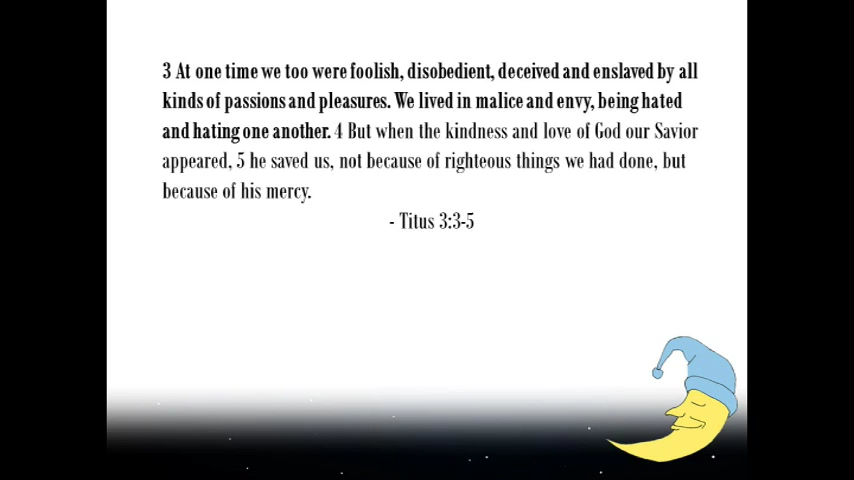 3 At one time we too were foolish, disobedient, deceived and enslaved by all
kinds of passions and pleasures. We lived in malice and envy, being hated
and hating one another. 4 But when the kindness and love of God our Savior
appeared, 5 he saved us, not because of righteous things we had done, but
because of his mercy.
- Titus 3:3-5